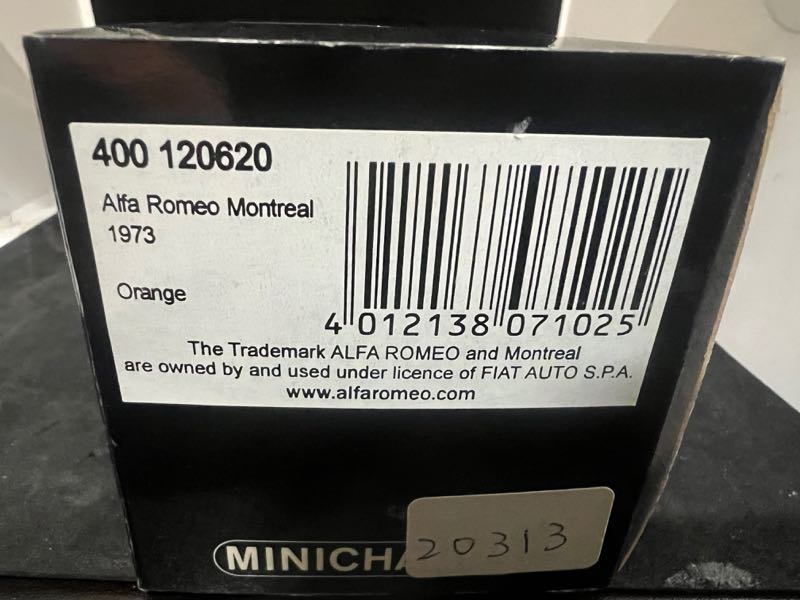 400 120620
Alfa Romeo Montreal
1973
Orange
4 012138 071025
The Trademark ALFA ROMEO and Montreal
are owned by and used under licence of FIAT AUTO S.P.A.
www.alfaromeo.com
MINICHA
20313